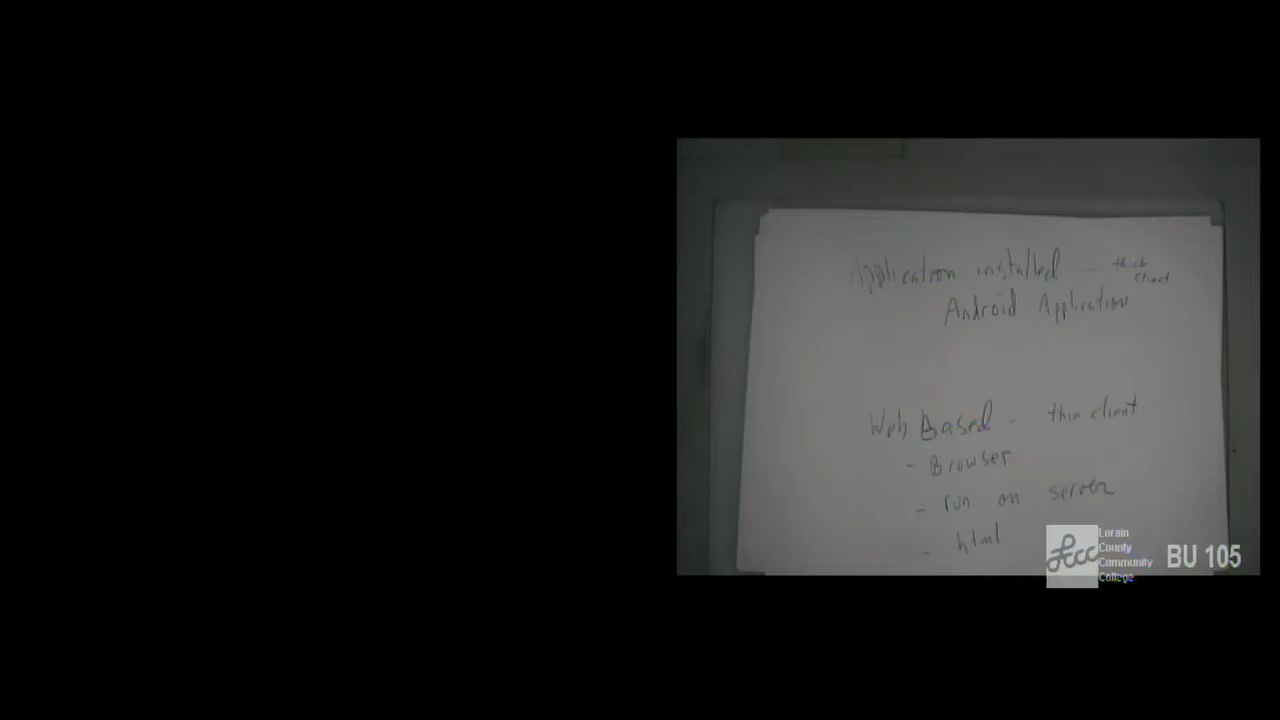 Application installed - thick
client
Android Application
Web Based - thin client
- Browser
- run on server
- html
lccc
Lorain
County
Community
College
BU 105